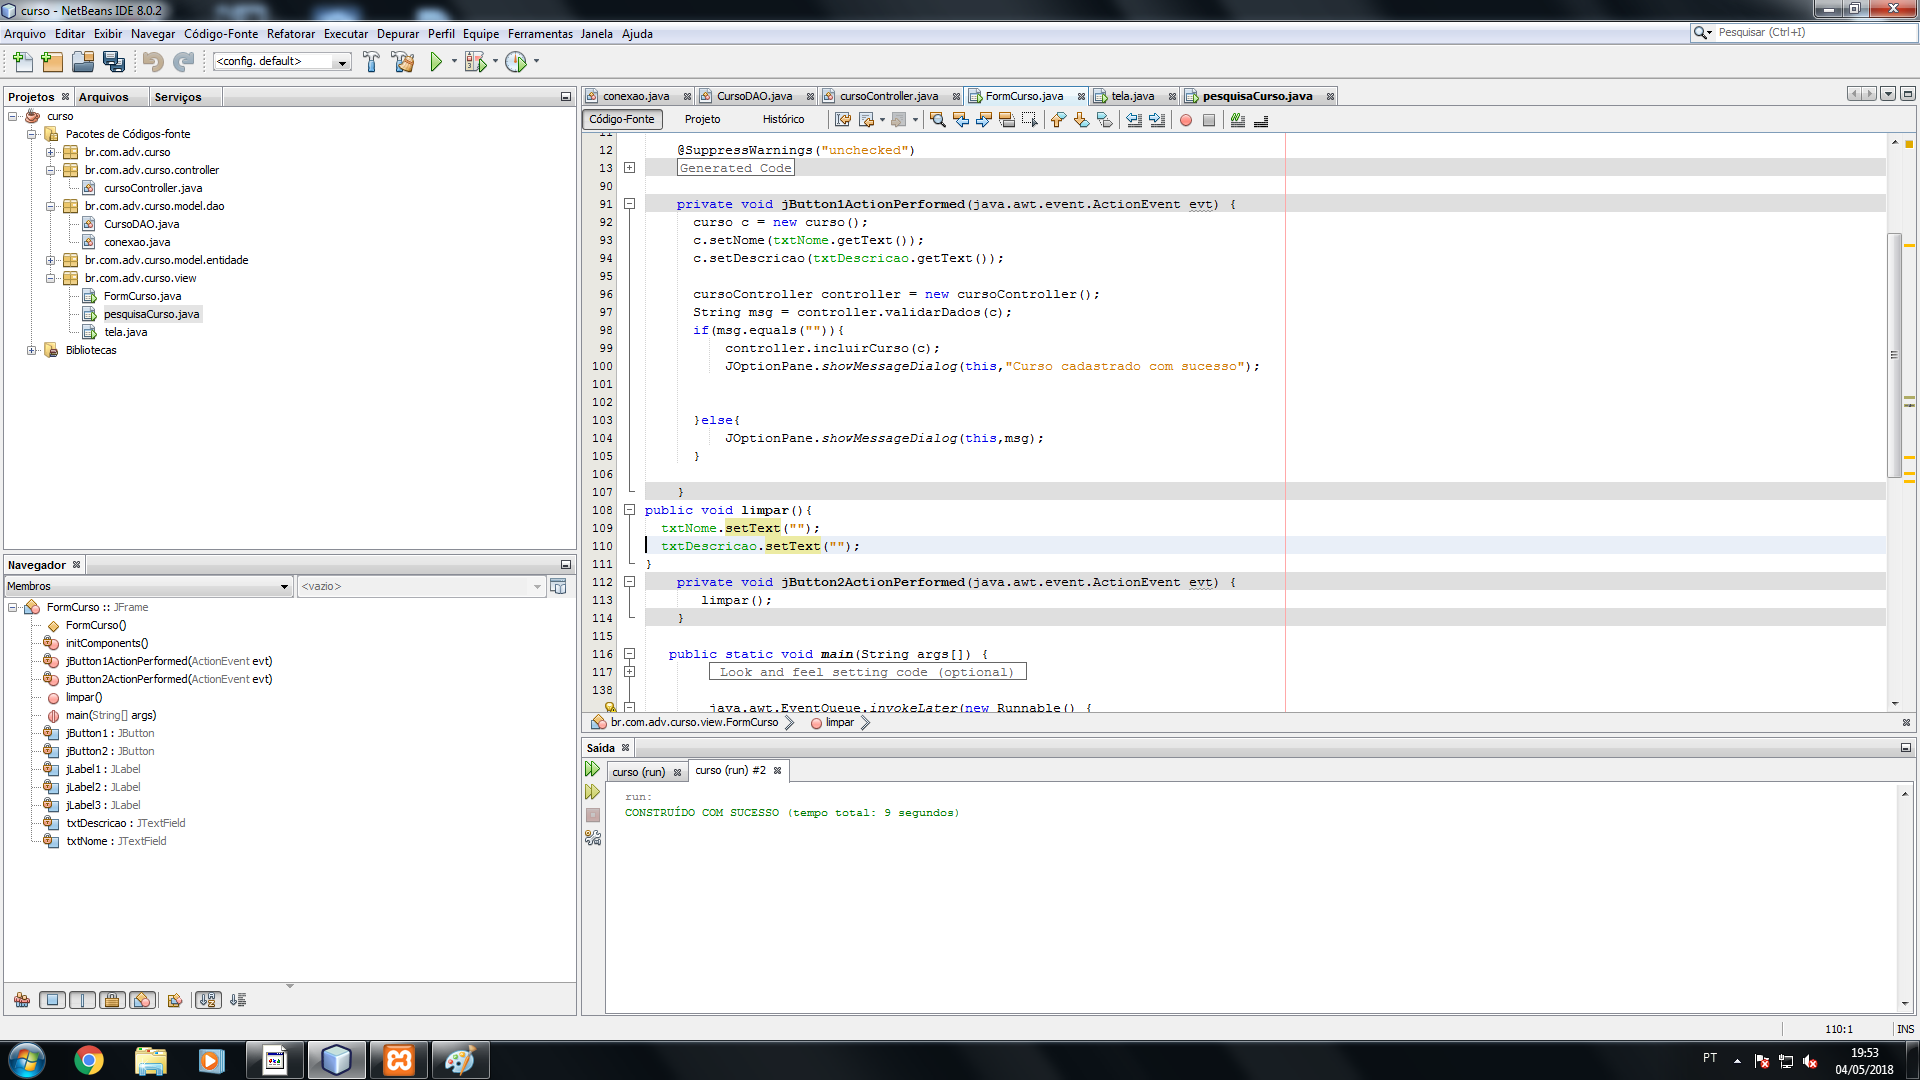 curso - NetBeans IDE 8.0.2
Arquivo Editar Exibir Navegar Código-Fonte Refatorar Executar Depurar Perfil Equipe Ferramentas Janela Ajuda
Pesquisar (Ctrl+I)
<config. default>
Projetos Arquivos Serviços
curso
Pacotes de Códigos-fonte
br.com.adv.curso
br.com.adv.curso.controller
cursoController.java
br.com.adv.curso.model.dao
CursoDAO.java
conexao.java
br.com.adv.curso.model.entidade
br.com.adv.curso.view
FormCurso.java
pesquisaCurso.java
tela.java
Bibliotecas
Navegador
Membros <vazio>
FormCurso :: JFrame
FormCurso()
initComponents()
jButton1ActionPerformed(ActionEvent evt)
jButton2ActionPerformed(ActionEvent evt)
limpar()
main(String[] args)
jButton1 : JButton
jButton2 : JButton
jLabel1 : JLabel
jLabel2 : JLabel
jLabel3 : JLabel
txtDescricao : JTextField
txtNome : JTextField
conexao.java CursoDAO.java cursoController.java FormCurso.java tela.java pesquisaCurso.java
Código-Fonte Projeto Histórico
11
12 @SuppressWarnings("unchecked")
13 Generated Code
90
91 private void jButton1ActionPerformed(java.awt.event.ActionEvent evt) {
92 curso c = new curso();
93 c.setNome(txtNome.getText());
94 c.setDescricao(txtDescricao.getText());
95
96 cursoController controller = new cursoController();
97 String msg = controller.validarDados(c);
98 if(msg.equals("")){
99 controller.incluirCurso(c);
100 JOptionPane.showMessageDialog(this,"Curso cadastrado com sucesso");
101
102
103 }else{
104 JOptionPane.showMessageDialog(this,msg);
105 }
106
107 }
108 public void limpar(){
109 txtNome.setText("");
110 txtDescricao.setText("");
111 }
112 private void jButton2ActionPerformed(java.awt.event.ActionEvent evt) {
113 limpar();
114 }
115
116 public static void main(String args[]) {
117 Look and feel setting code (optional)
138
java.awt.EventQueue.invokeLater(new Runnable() {
br.com.adv.curso.view.FormCurso limpar
Saída
curso (run) curso (run) #2
run:
CONSTRUÍDO COM SUCESSO (tempo total: 9 segundos)
110:1 INS
PT
19:53
04/05/2018